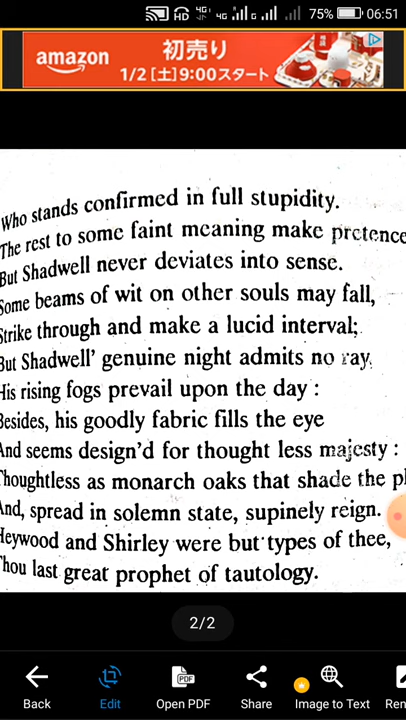 HD 4G 4G G 75% 06:51
amazon
初売り
1/2 [土] 9:00スタート
Who stands confirmed in full stupidity.
The rest to some faint meaning make pretence
But Shadwell never deviates into sense.
Some beams of wit on other souls may fall,
Strike through and make a lucid interval;
But Shadwell' genuine night admits no ray,
His rising fogs prevail upon the day :
Besides, his goodly fabric fills the eye
And seems design'd for thought less majesty :
Thoughtless as monarch oaks that shade the pl
And, spread in solemn state, supinely reign.
Heywood and Shirley were but types of thee,
Thou last great prophet of tautology.
2/2
Back Edit Open PDF Share Image to Text Ren
PDF